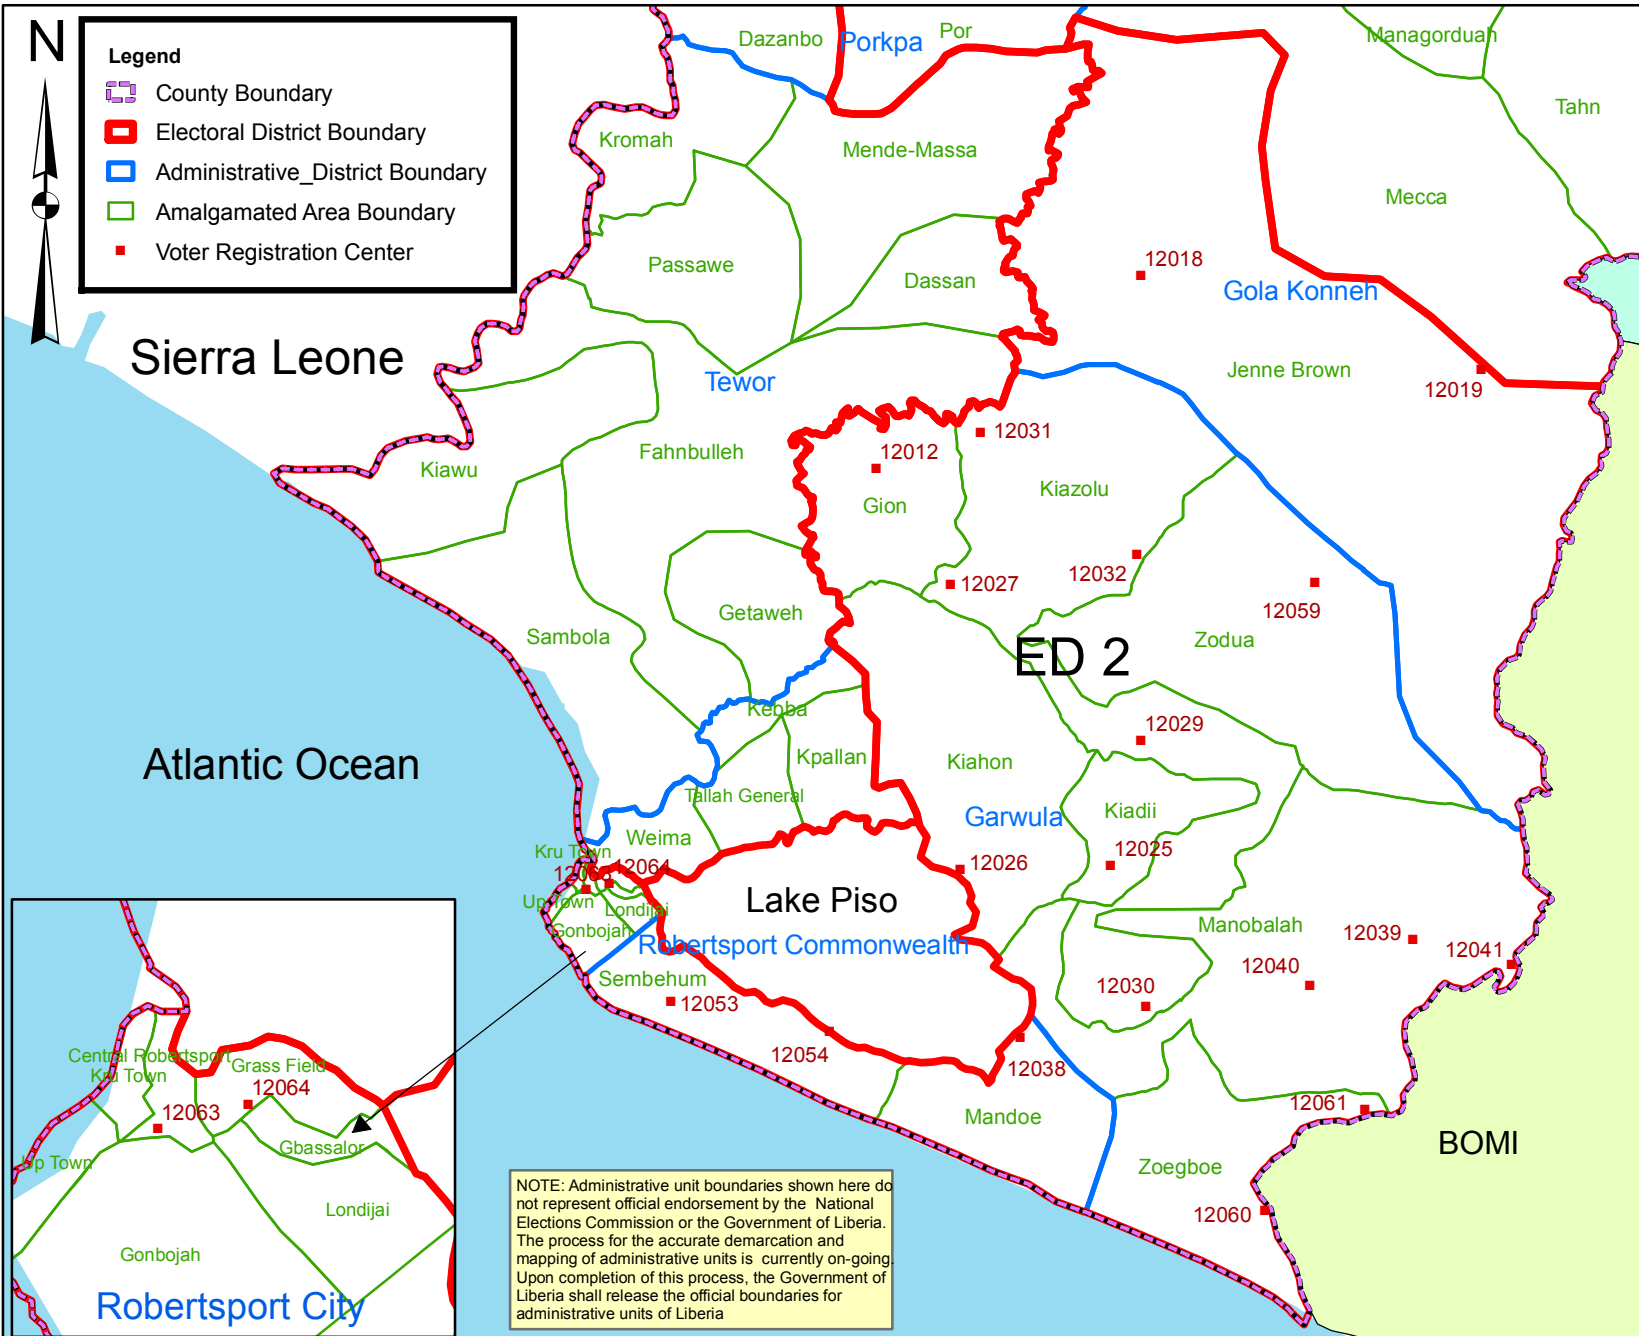 N
Legend
County Boundary
Electoral District Boundary
Administrative_District Boundary
Amalgamated Area Boundary
Voter Registration Center
Dazanbo
Porkpa
Por
Managorduah
Tahn
Kromah
Mende-Massa
Mecca
Passawe
Dassan
12018
Gola Konneh
Sierra Leone
Tewor
Jenne Brown
12019
12031
12012
Fahnbulleh
Kiawu
Kiazolu
Gion
12032
12027
12059
Getaweh
Sambola
Zodua
ED 2
Kebba
12029
Atlantic Ocean
Kpallan
Kiahon
Tallah General
Kiadii
Garwula
Weima
Kru Town
12064
12063
12025
12026
Up Town
Londijai
Lake Piso
Gonbojah
Robertsport Commonwealth
Manobalah
12039
12041
12040
Sembehum
12053
12030
12054
12038
Mandoe
12061
BOMI
Zoegboe
12060
Central Robertsport
Grass Field
Kru Town
12064
12063
Gbassalor
Up Town
Londijai
Gonbojah
Robertsport City
NOTE: Administrative unit boundaries shown here do
not represent official endorsement by the National
Elections Commission or the Government of Liberia.
The process for the accurate demarcation and
mapping of administrative units is currently on-going.
Upon completion of this process, the Government of
Liberia shall release the official boundaries for
administrative units of Liberia